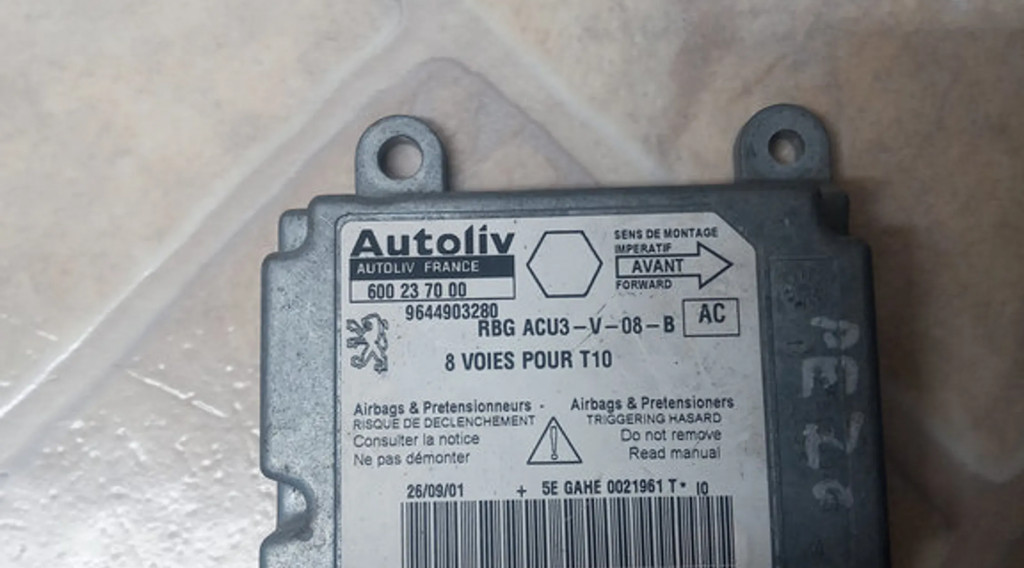 Autoliv
AUTOLIV FRANCE
600 23 70 00
9644903280
SENS DE MONTAGE
IMPERATIF
AVANT
FORWARD
RBG ACU3-V-08-B
AC
8 VOIES POUR T10
Airbags & Pretensionneurs -
RISQUE DE DECLENCHEMENT
Consulter la notice
Ne pas démonter
Airbags & Pretensioners
TRIGGERING HASARD
Do not remove
Read manual
26/09/01 + 5E GAHE 0021961 T* IO